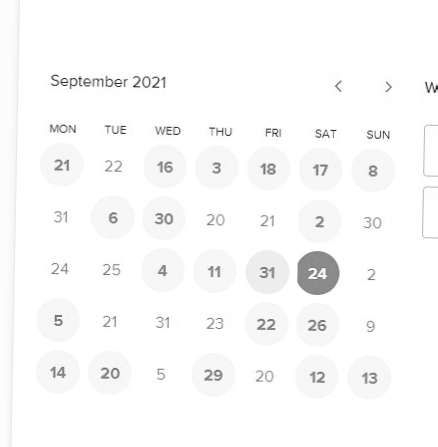 September 2021
W
MON TUE WED THU FRI SAT SUN
21 22 16 3 18 17 8
31 6 30 20 21 2 30
24 25 4 11 31 24 2
5 21 31 23 22 26 9
14 20 5 29 20 12 13